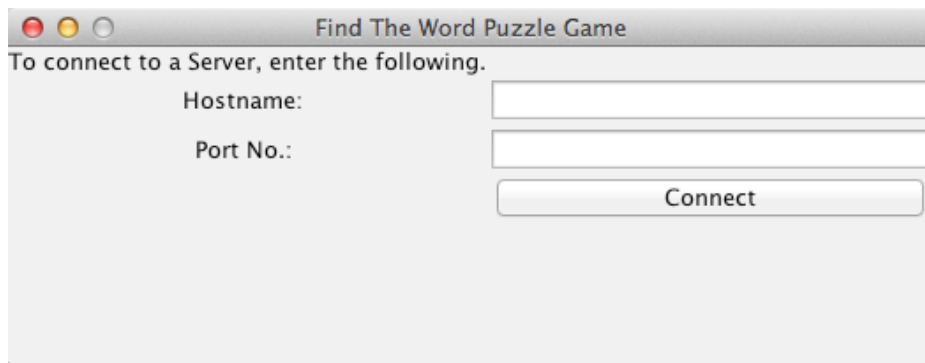 Find The Word Puzzle Game
To connect to a Server, enter the following.
Hostname:
Port No.:
Connect